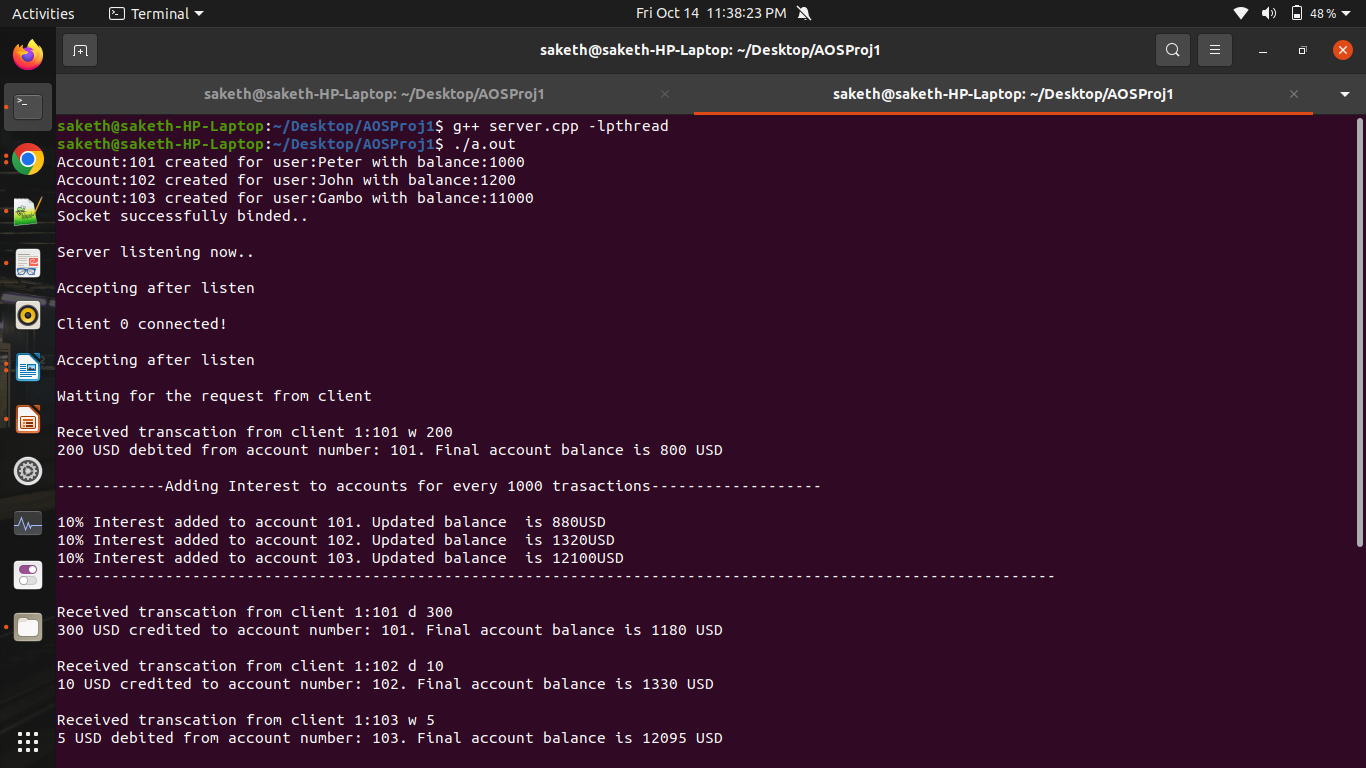 Activities Terminal Fri Oct 14 11:38:23 PM 48%
saketh@saketh-HP-Laptop: ~/Desktop/AOSProj1
saketh@saketh-HP-Laptop: ~/Desktop/AOSProj1 saketh@saketh-HP-Laptop: ~/Desktop/AOSProj1
saketh@saketh-HP-Laptop:~/Desktop/AOSProj1$ g++ server.cpp -lpthread
saketh@saketh-HP-Laptop:~/Desktop/AOSProj1$ ./a.out
Account:101 created for user:Peter with balance:1000
Account:102 created for user:John with balance:1200
Account:103 created for user:Gambo with balance:11000
Socket successfully binded..
Server listening now..
Accepting after listen
Client 0 connected!
Accepting after listen
Waiting for the request from client
Received transcation from client 1:101 w 200
200 USD debited from account number: 101. Final account balance is 800 USD
------------Adding Interest to accounts for every 1000 trasactions-------------------
10% Interest added to account 101. Updated balance  is 880USD
10% Interest added to account 102. Updated balance  is 1320USD
10% Interest added to account 103. Updated balance  is 12100USD
---------------------------------------------------------------------------------------------------------------
Received transcation from client 1:101 d 300
300 USD credited to account number: 101. Final account balance is 1180 USD
Received transcation from client 1:102 d 10
10 USD credited to account number: 102. Final account balance is 1330 USD
Received transcation from client 1:103 w 5
5 USD debited from account number: 103. Final account balance is 12095 USD